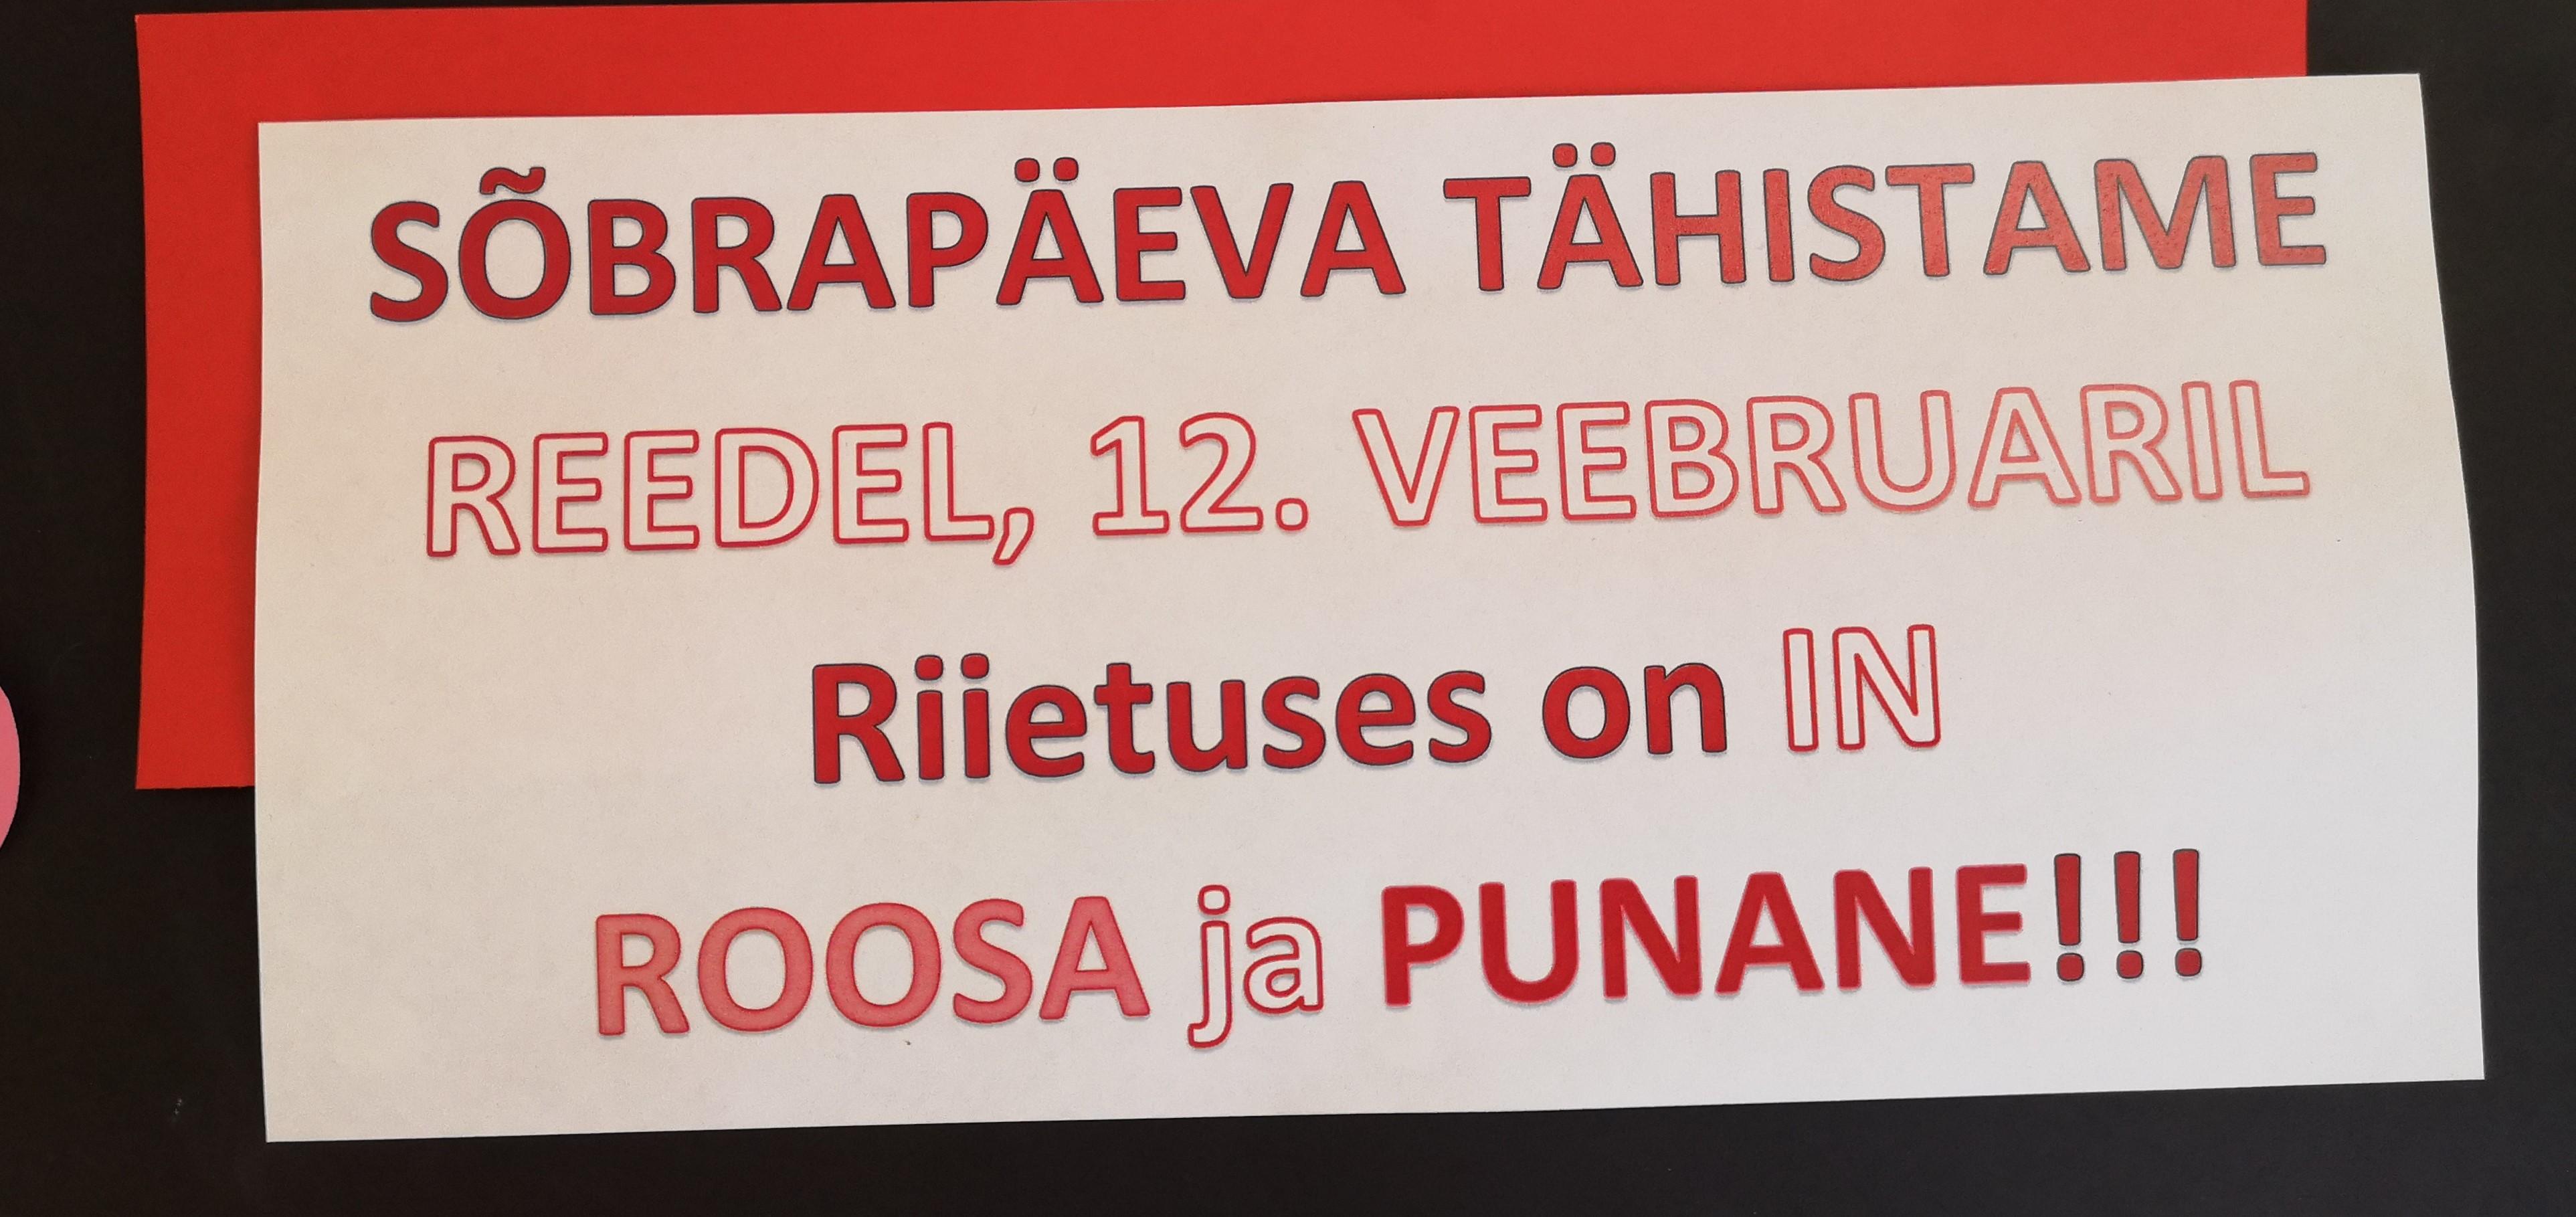 SÕBRAPÄEVA TÄHISTAME
REEDEL, 12. VEEBRUARIL
Riietuses on IN
ROOSA ja PUNANE!!!